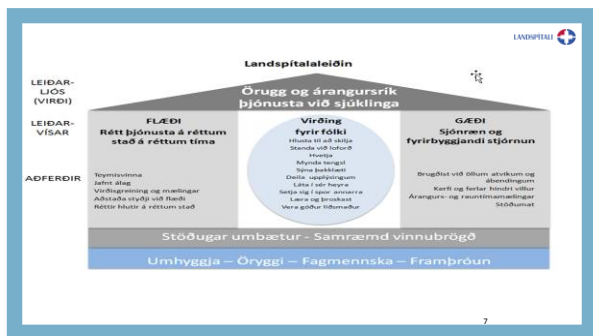 LANDSPÍTALI
Landspítalaleiðin
LEIÐAR-
LJÓS
(VIRÐI)
Örugg og árangursrík
þjónusta við sjúklinga
LEIÐAR-
VÍSAR
FLÆÐI
Rétt þjónusta á réttum
stað á réttum tíma
Virðing
fyrir fólki
GÆÐI
Sjónræn og
fyrirbyggjandi stjórnun
AÐFERÐIR
Teymisvinna
Jafnt álag
Virðisgreining og mælingar
Aðstaða styðji við flæði
Réttir hlutir á réttum stað
Hlusta til að skilja
Standa við loforð
Hvetja
Mynda tengsl
Sýna þakklæti
Deila upplýsingum
Láta í sér heyra
Setja sig í spor annarra
Læra og þroskast
Vera góður liðsmaður
Brugðist við öllum atvikum og
ábendingum
Kerfi og ferlar hindri villur
Árangurs- og rauntímamælingar
Stöðumat
Stöðugar umbætur - Samræmd vinnubrögð
Umhyggja – Öryggi – Fagmennska – Framþróun
7